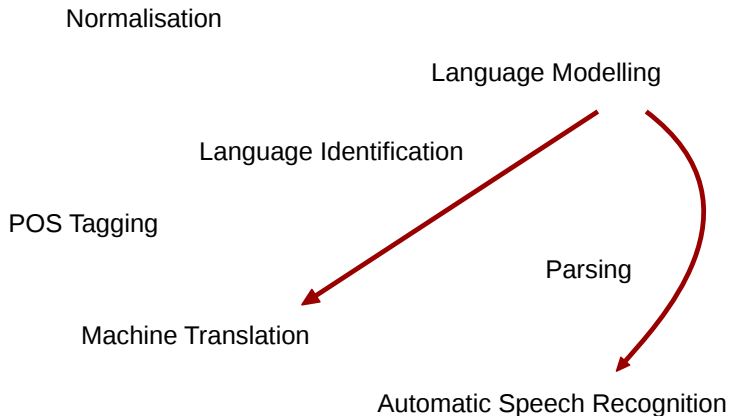 Normalisation
Language Modelling
Language Identification
POS Tagging
Parsing
Machine Translation
Automatic Speech Recognition